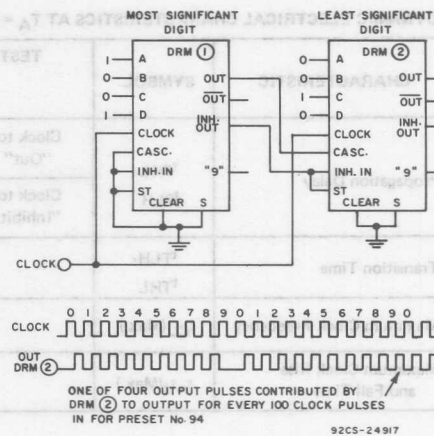 MOST SIGNIFICANT DIGIT
LEAST SIGNIFICANT DIGIT
DRM 1
1 A
0 B
0 C
1 D
CLOCK
CASC.
INH. IN
ST
OUT
OUT
INH. OUT
"9"
CLEAR S
DRM 2
0 A
0 B
1 C
0 D
CLOCK
CASC.
INH. IN
ST
OUT
OUT
INH. OUT
"9"
CLEAR S
CLOCK
0 1 2 3 4 5 6 7 8 9 0 1 2 3 4 5 6 7 8 9 0
CLOCK
OUT
DRM 2
ONE OF FOUR OUTPUT PULSES CONTRIBUTED BY
DRM 2 TO OUTPUT FOR EVERY 100 CLOCK PULSES
IN FOR PRESET No. 94
92CS-24917